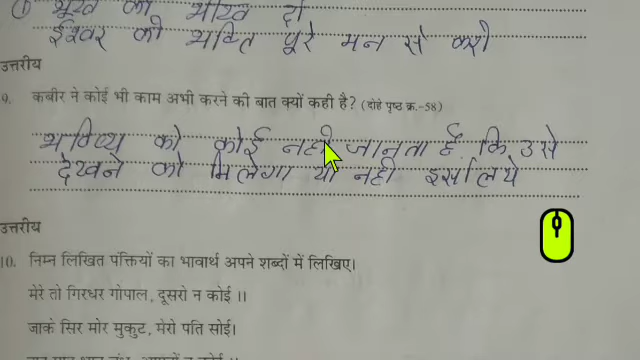 ① भूखे को भीख दो
ईश्वर की भक्ति पूरे मन से करो
उत्तरीय
9. कबीर ने कोई भी काम अभी करने की बात क्यों कही है? (दोहे पृष्ठ क्र.-58)
भविष्य को कोई नही जानता है. कि उसे
देखने को मिलेगा या नही इसलिये
उत्तरीय
10. निम्न लिखित पंक्तियों का भावार्थ अपने शब्दों में लिखिए।
मेरे तो गिरधर गोपाल, दूसरो न कोई ।।
जाकं सिर मोर मुकुट, मेरो पति सोई।